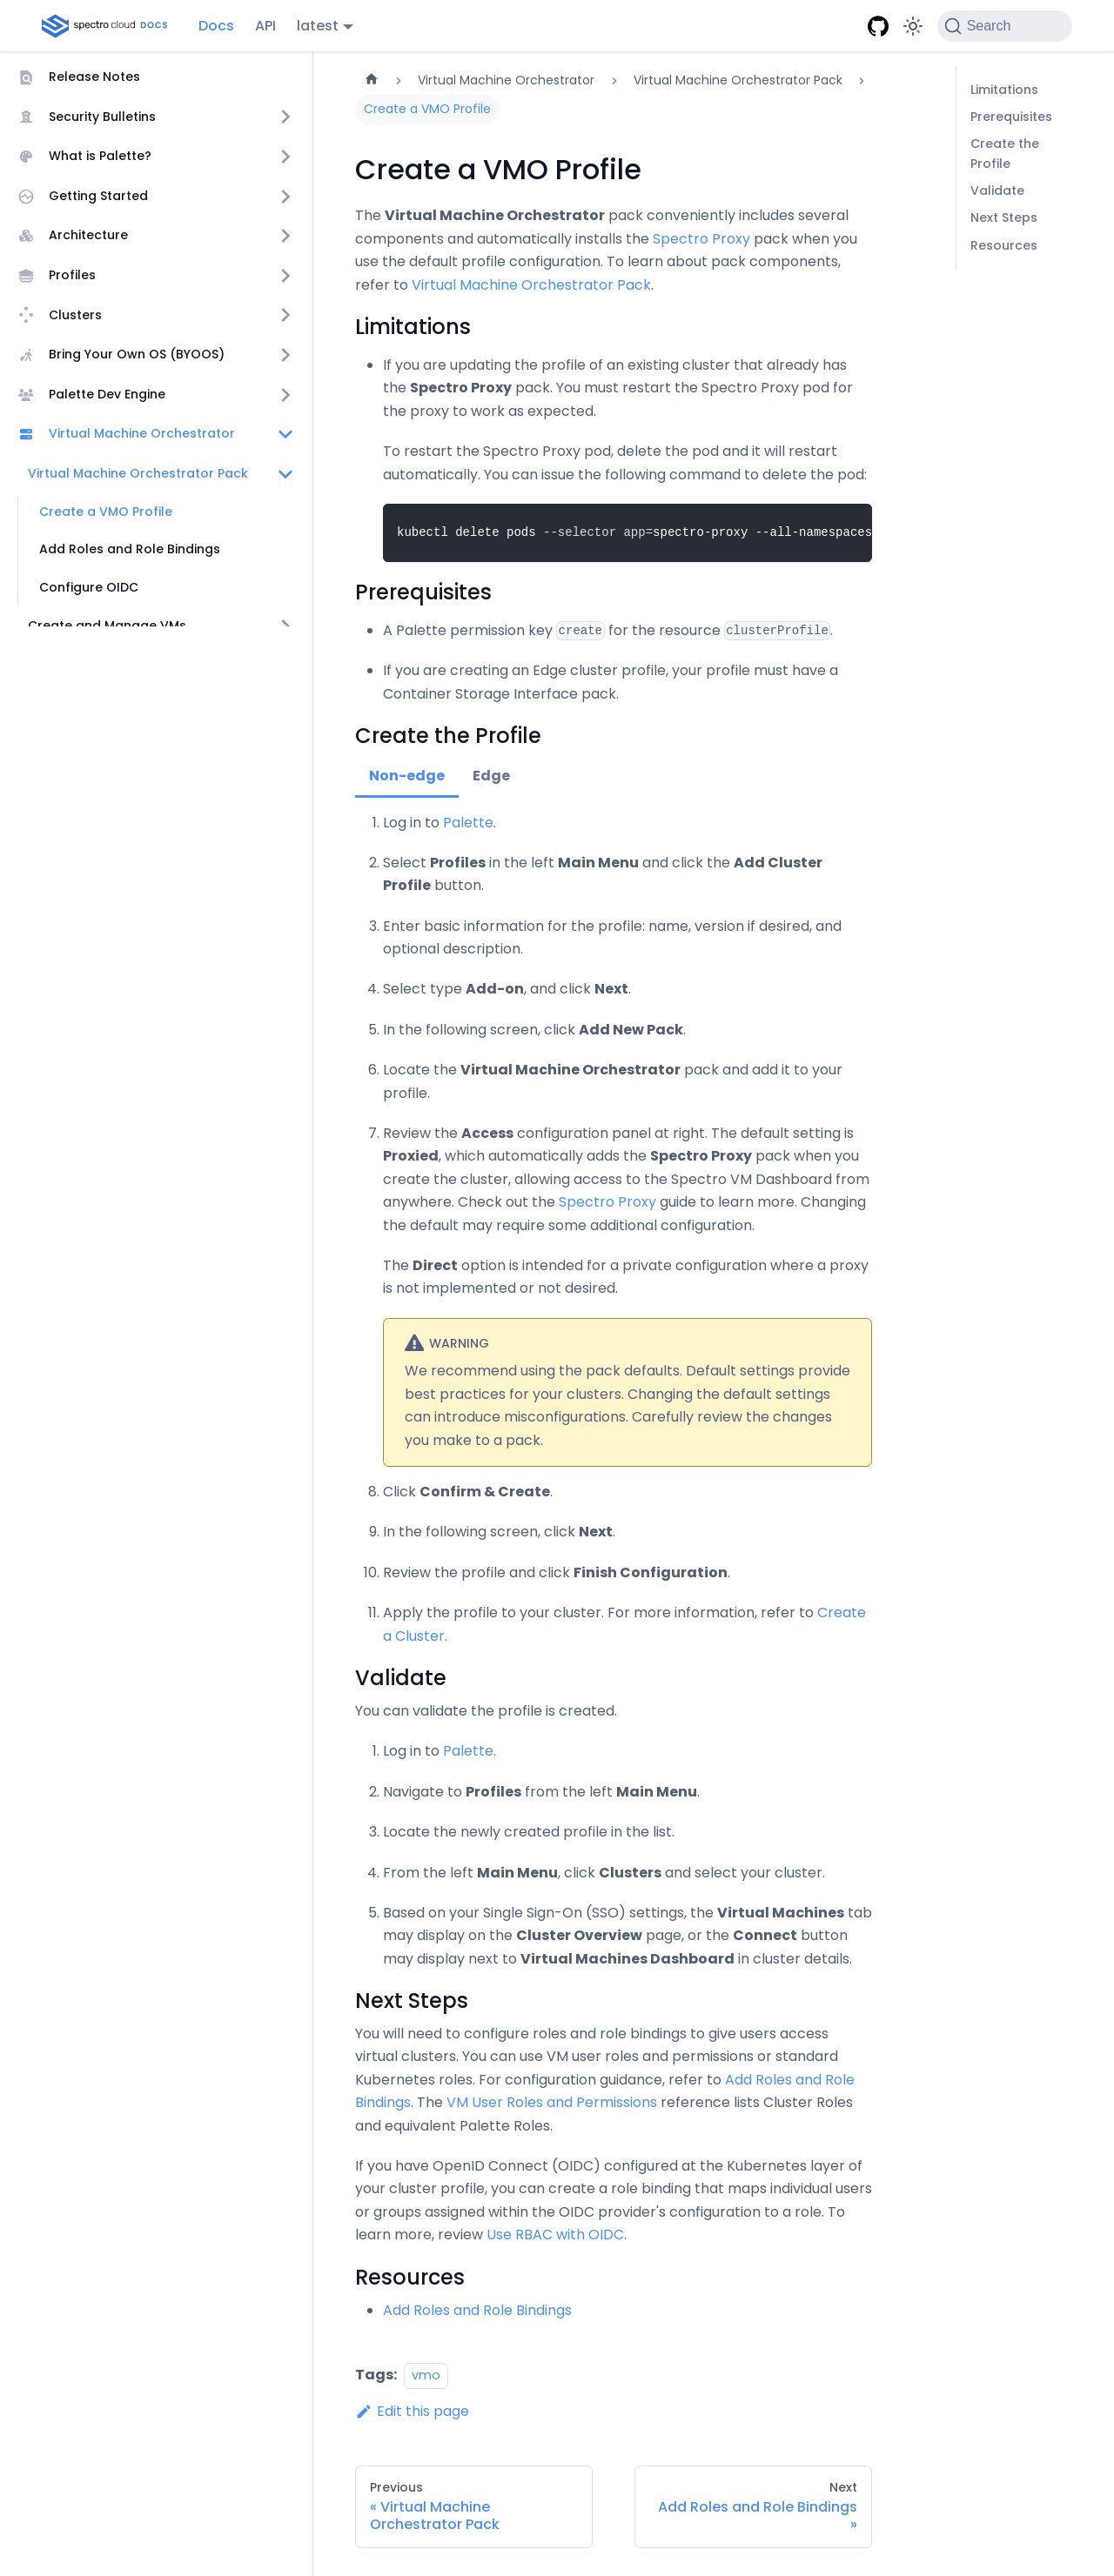 spectro cloud DOCS
Docs
API
latest
Search
Release Notes
Security Bulletins
What is Palette?
Getting Started
Architecture
Profiles
Clusters
Bring Your Own OS (BYOOS)
Palette Dev Engine
Virtual Machine Orchestrator
Virtual Machine Orchestrator Pack
Create a VMO Profile
Add Roles and Role Bindings
Configure OIDC
Create and Manage VMs
Virtual Machine Orchestrator
Virtual Machine Orchestrator Pack
Create a VMO Profile
Create a VMO Profile
The Virtual Machine Orchestrator pack conveniently includes several
components and automatically installs the Spectro Proxy pack when you
use the default profile configuration. To learn about pack components,
refer to Virtual Machine Orchestrator Pack.
Limitations
• If you are updating the profile of an existing cluster that already has
the Spectro Proxy pack. You must restart the Spectro Proxy pod for
the proxy to work as expected.
To restart the Spectro Proxy pod, delete the pod and it will restart
automatically. You can issue the following command to delete the pod:
kubectl delete pods --selector app=spectro-proxy --all-namespaces
Prerequisites
• A Palette permission key create for the resource clusterProfile.
• If you are creating an Edge cluster profile, your profile must have a
Container Storage Interface pack.
Create the Profile
Non-edge
Edge
1. Log in to Palette.
2. Select Profiles in the left Main Menu and click the Add Cluster
Profile button.
3. Enter basic information for the profile: name, version if desired, and
optional description.
4. Select type Add-on, and click Next.
5. In the following screen, click Add New Pack.
6. Locate the Virtual Machine Orchestrator pack and add it to your
profile.
7. Review the Access configuration panel at right. The default setting is
Proxied, which automatically adds the Spectro Proxy pack when you
create the cluster, allowing access to the Spectro VM Dashboard from
anywhere. Check out the Spectro Proxy guide to learn more. Changing
the default may require some additional configuration.
The Direct option is intended for a private configuration where a proxy
is not implemented or not desired.
WARNING
We recommend using the pack defaults. Default settings provide
best practices for your clusters. Changing the default settings
can introduce misconfigurations. Carefully review the changes
you make to a pack.
8. Click Confirm & Create.
9. In the following screen, click Next.
10. Review the profile and click Finish Configuration.
11. Apply the profile to your cluster. For more information, refer to Create
a Cluster.
Validate
You can validate the profile is created.
1. Log in to Palette.
2. Navigate to Profiles from the left Main Menu.
3. Locate the newly created profile in the list.
4. From the left Main Menu, click Clusters and select your cluster.
5. Based on your Single Sign-On (SSO) settings, the Virtual Machines tab
may display on the Cluster Overview page, or the Connect button
may display next to Virtual Machines Dashboard in cluster details.
Next Steps
You will need to configure roles and role bindings to give users access
virtual clusters. You can use VM user roles and permissions or standard
Kubernetes roles. For configuration guidance, refer to Add Roles and Role
Bindings. The VM User Roles and Permissions reference lists Cluster Roles
and equivalent Palette Roles.
If you have OpenID Connect (OIDC) configured at the Kubernetes layer of
your cluster profile, you can create a role binding that maps individual users
or groups assigned within the OIDC provider's configuration to a role. To
learn more, review Use RBAC with OIDC.
Resources
• Add Roles and Role Bindings
Tags: vmo
Edit this page
Previous
« Virtual Machine
Orchestrator Pack
Next
Add Roles and Role Bindings
»
Limitations
Prerequisites
Create the
Profile
Validate
Next Steps
Resources